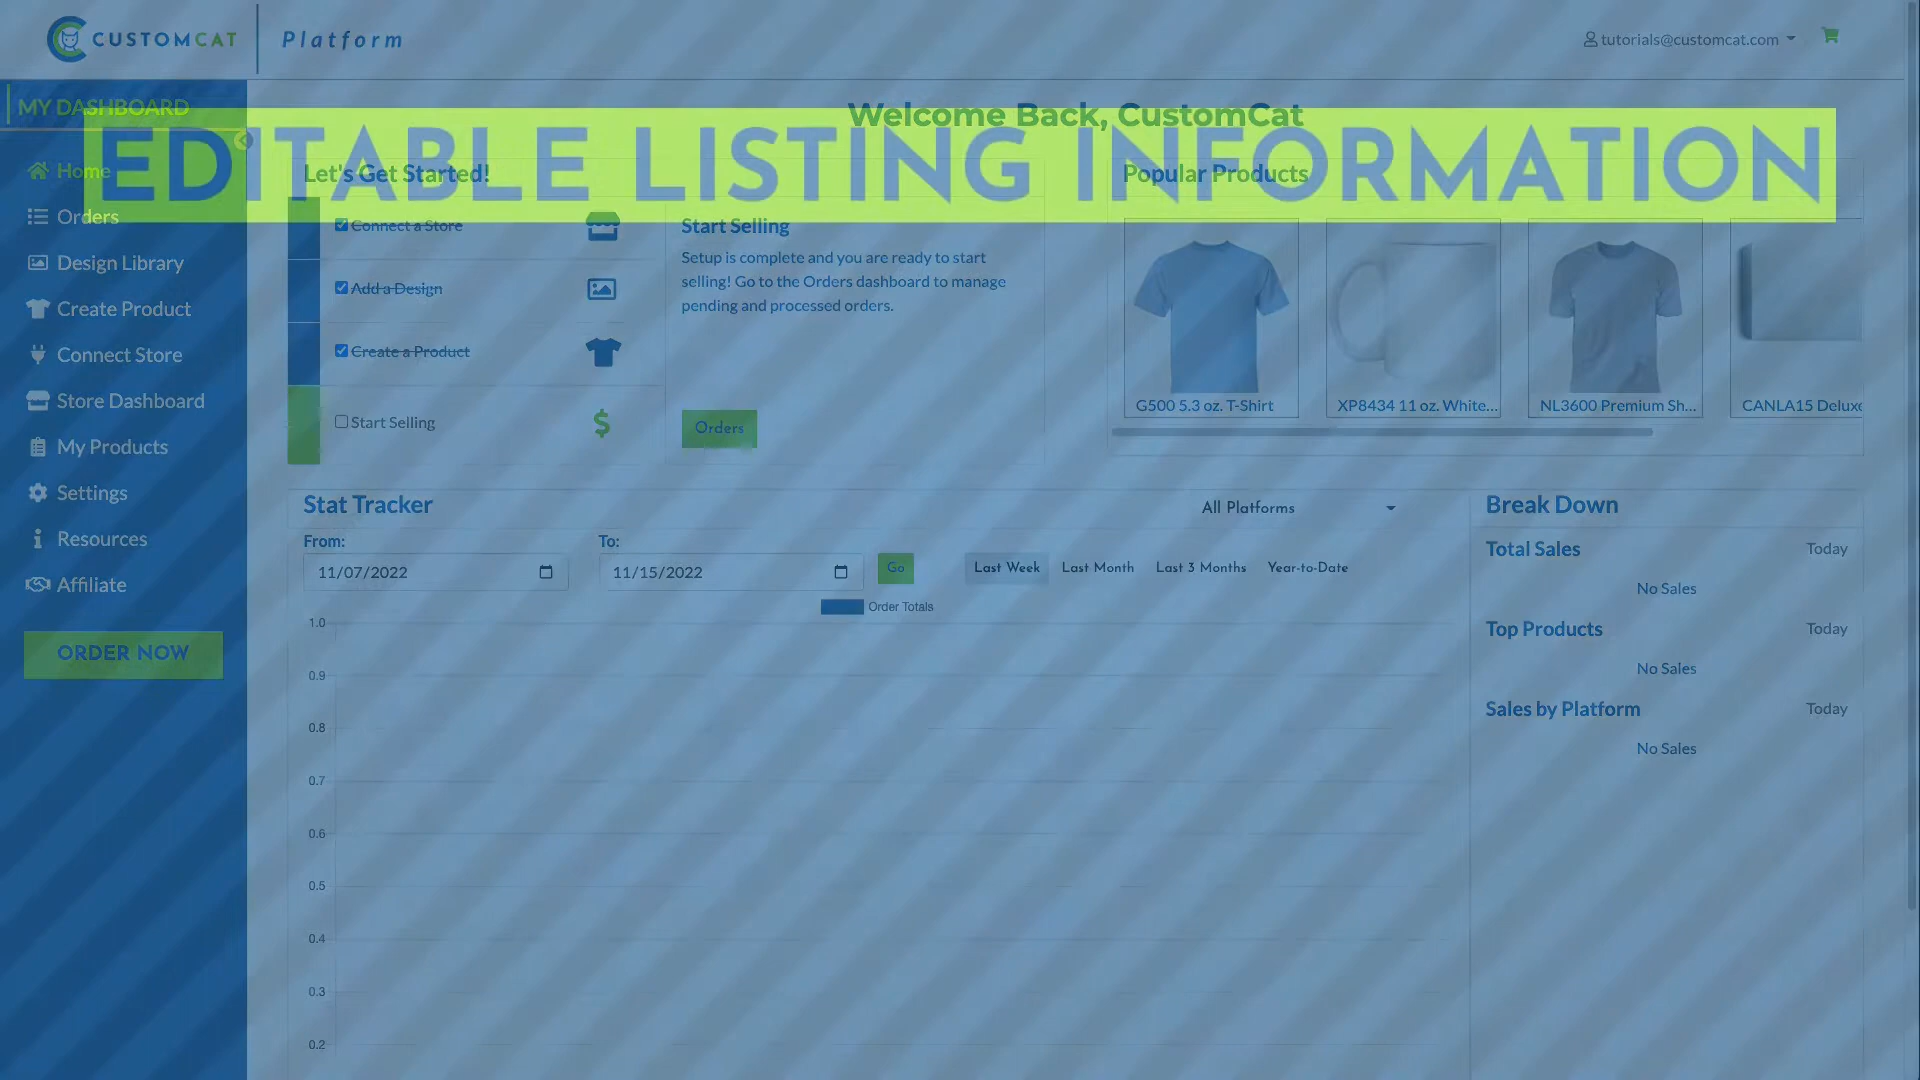 CUSTOMCAT
Platform
tutorials@customcat.com
MY DASHBOARD
Welcome Back, CustomCat
EDITABLE LISTING INFORMATION
Home
Orders
Design Library
Create Product
Connect Store
Store Dashboard
My Products
Settings
Resources
Affiliate
ORDER NOW
Let's Get Started!
Connect a Store
Add a Design
Create a Product
Start Selling
Start Selling
Setup is complete and you are ready to start
selling! Go to the Orders dashboard to manage
pending and processed orders.
Orders
Popular Products
G500 5.3 oz. T-Shirt
XP8434 11 oz. White...
NL3600 Premium Sh...
CANLA15 Deluxe
Stat Tracker
All Platforms
From:
To:
11/07/2022
11/15/2022
Go
Last Week
Last Month
Last 3 Months
Year-to-Date
Order Totals
1.0
0.9
0.8
0.7
0.6
0.5
0.4
0.3
0.2
Break Down
Total Sales
Today
No Sales
Top Products
Today
No Sales
Sales by Platform
Today
No Sales